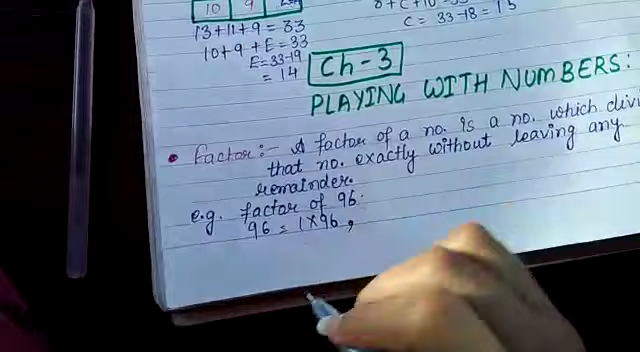 10 9
13+11+9 = 33
10+9 + E = 33
E = 33-19
= 14
C = 33-18 = 15
Ch-3
PLAYING WITH NUMBERS:
• Factor:- A factor of a no. is a no. which divi
that no. exactly without leaving any
remainder.
e.g. factor of 96.
96 = 1×96,